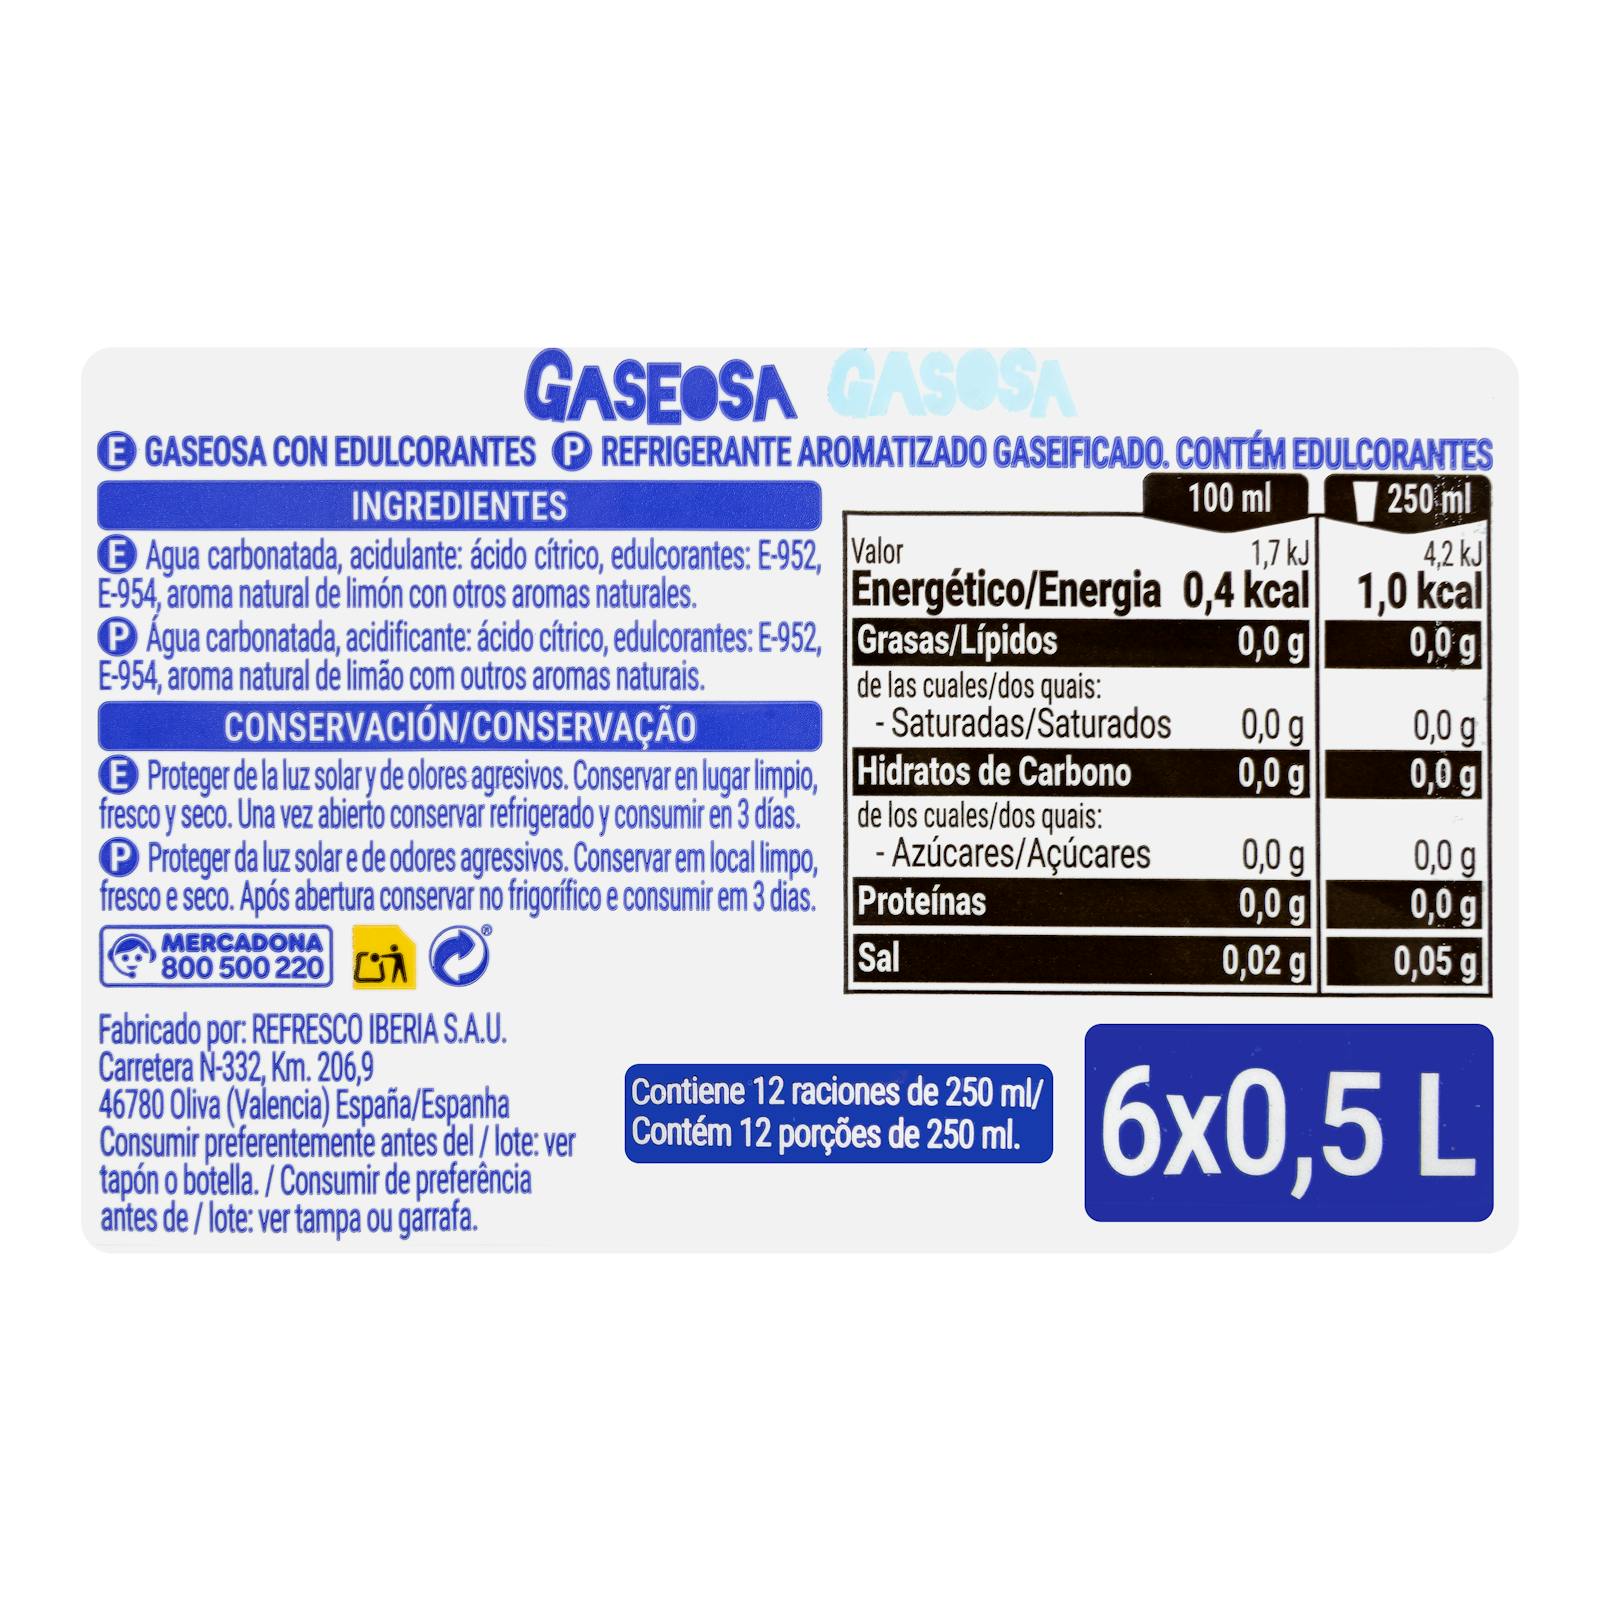 GASEOSA GASOSA
E GASEOSA CON EDULCORANTES P REFRIGERANTE AROMATIZADO GASEIFICADO. CONTÉM EDULCORANTES
INGREDIENTES
E Agua carbonatada, acidulante: ácido cítrico, edulcorantes: E-952,
E-954, aroma natural de limón con otros aromas naturales.
P Água carbonatada, acidificante: ácido cítrico, edulcorantes: E-952,
E-954, aroma natural de limão com outros aromas naturais.
CONSERVACIÓN/CONSERVAÇÃO
E Proteger de la luz solar y de olores agresivos. Conservar en lugar limpio,
fresco y seco. Una vez abierto conservar refrigerado y consumir en 3 días.
P Proteger da luz solar e de odores agressivos. Conservar em local limpo,
fresco e seco. Após abertura conservar no frigorífico e consumir em 3 dias.
MERCADONA
800 500 220
®
Fabricado por: REFRESCO IBERIA S.A.U.
Carretera N-332, Km. 206,9
46780 Oliva (Valencia) España/Espanha
Consumir preferentemente antes del / lote: ver
tapón o botella. / Consumir de preferência
antes de / lote: ver tampa ou garrafa.
100 ml 250 ml
Valor 1,7 kJ 4,2 kJ
Energético/Energia 0,4 kcal 1,0 kcal
Grasas/Lípidos 0,0 g 0,0 g
de las cuales/dos quais:
- Saturadas/Saturados 0,0 g 0,0 g
Hidratos de Carbono 0,0 g 0,0 g
de los cuales/dos quais:
- Azúcares/Açúcares 0,0 g 0,0 g
Proteínas 0,0 g 0,0 g
Sal 0,02 g 0,05 g
Contiene 12 raciones de 250 ml/
Contém 12 porções de 250 ml.
6x0,5 L